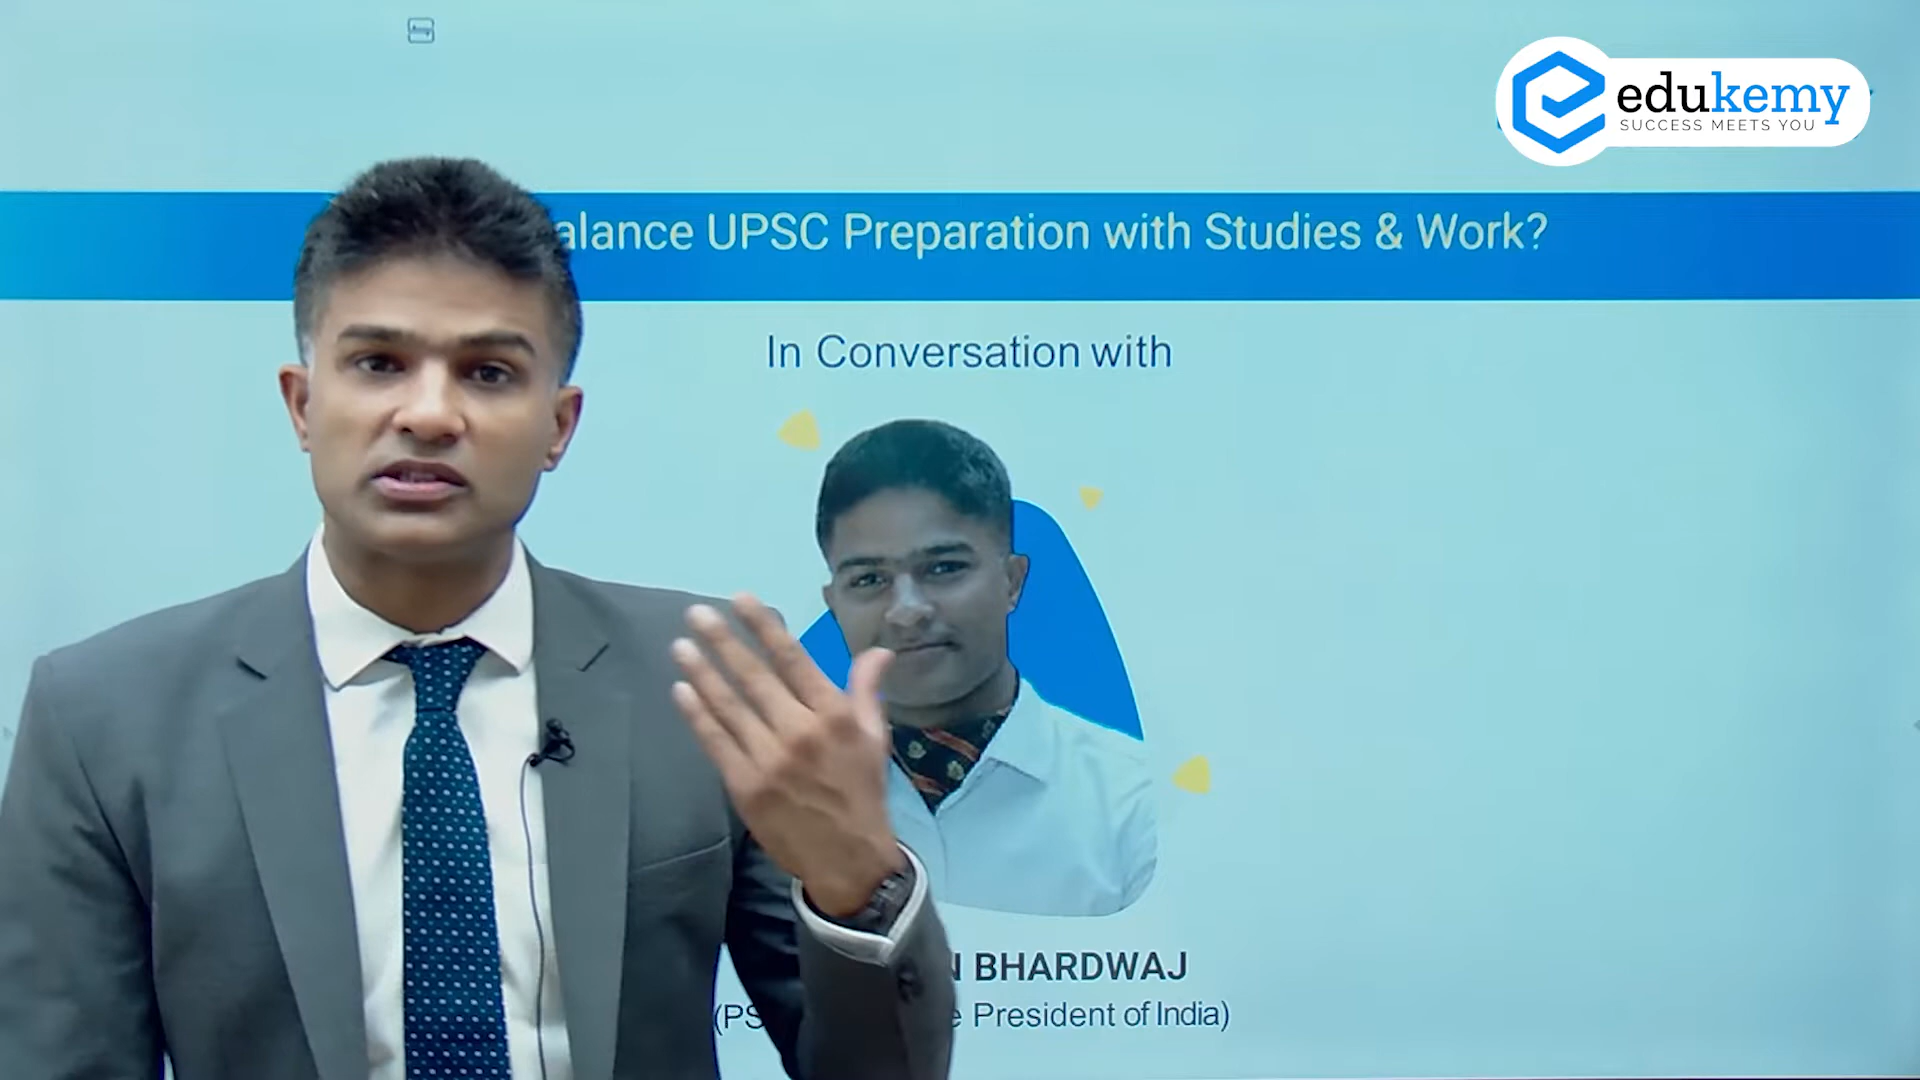 edukemy
SUCCESS MEETS YOU
alance UPSC Preparation with Studies & Work?
In Conversation with
N BHARDWAJ
(PS e President of India)